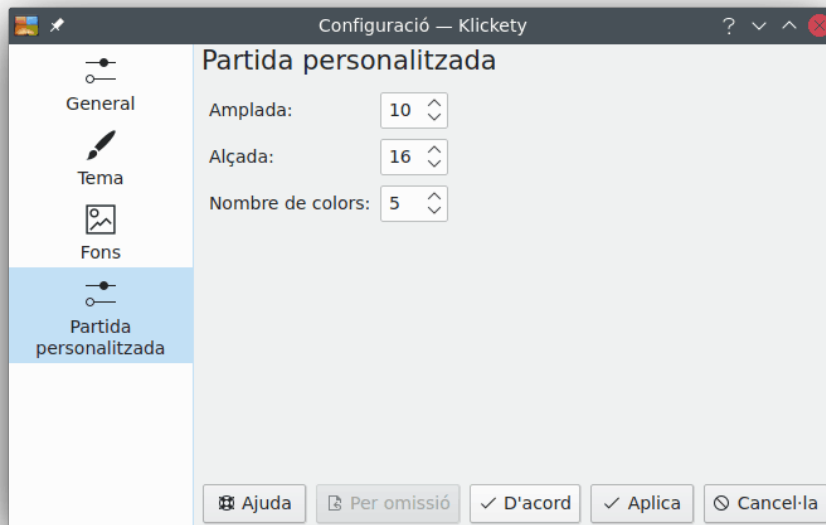 Configuració — Klickety
General
Tema
Fons
Partida
personalitzada
Partida personalitzada
Amplada: 10
Alçada: 16
Nombre de colors: 5
Ajuda Per omissió D'acord Aplica Cancel·la